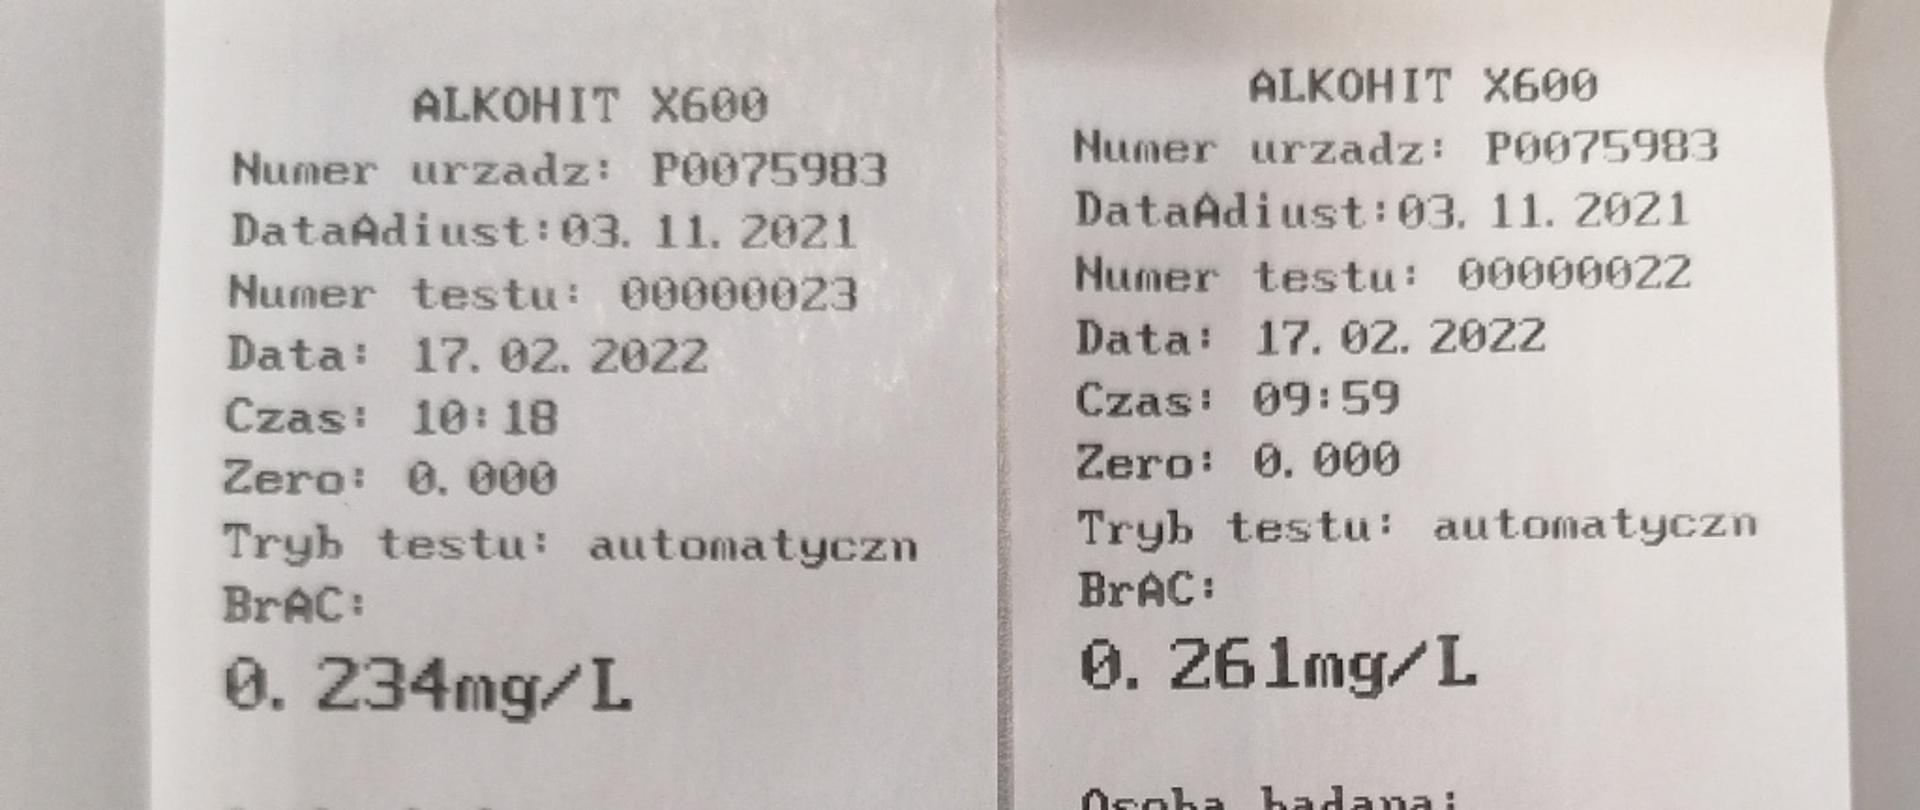 ALKOHIT X600
Numer urzadz: P0075983
DataAdiust:03. 11. 2021
Numer testu: 00000023
Data: 17. 02. 2022
Czas: 10:18
Zero: 0. 000
Tryb testu: automatyczn
BrAC:
0. 234mg/L
ALKOHIT X600
Numer urzadz: P0075983
DataAdiust:03. 11. 2021
Numer testu: 00000022
Data: 17. 02. 2022
Czas: 09:59
Zero: 0. 000
Tryb testu: automatyczn
BrAC:
0. 261mg/L
Osoba badana: